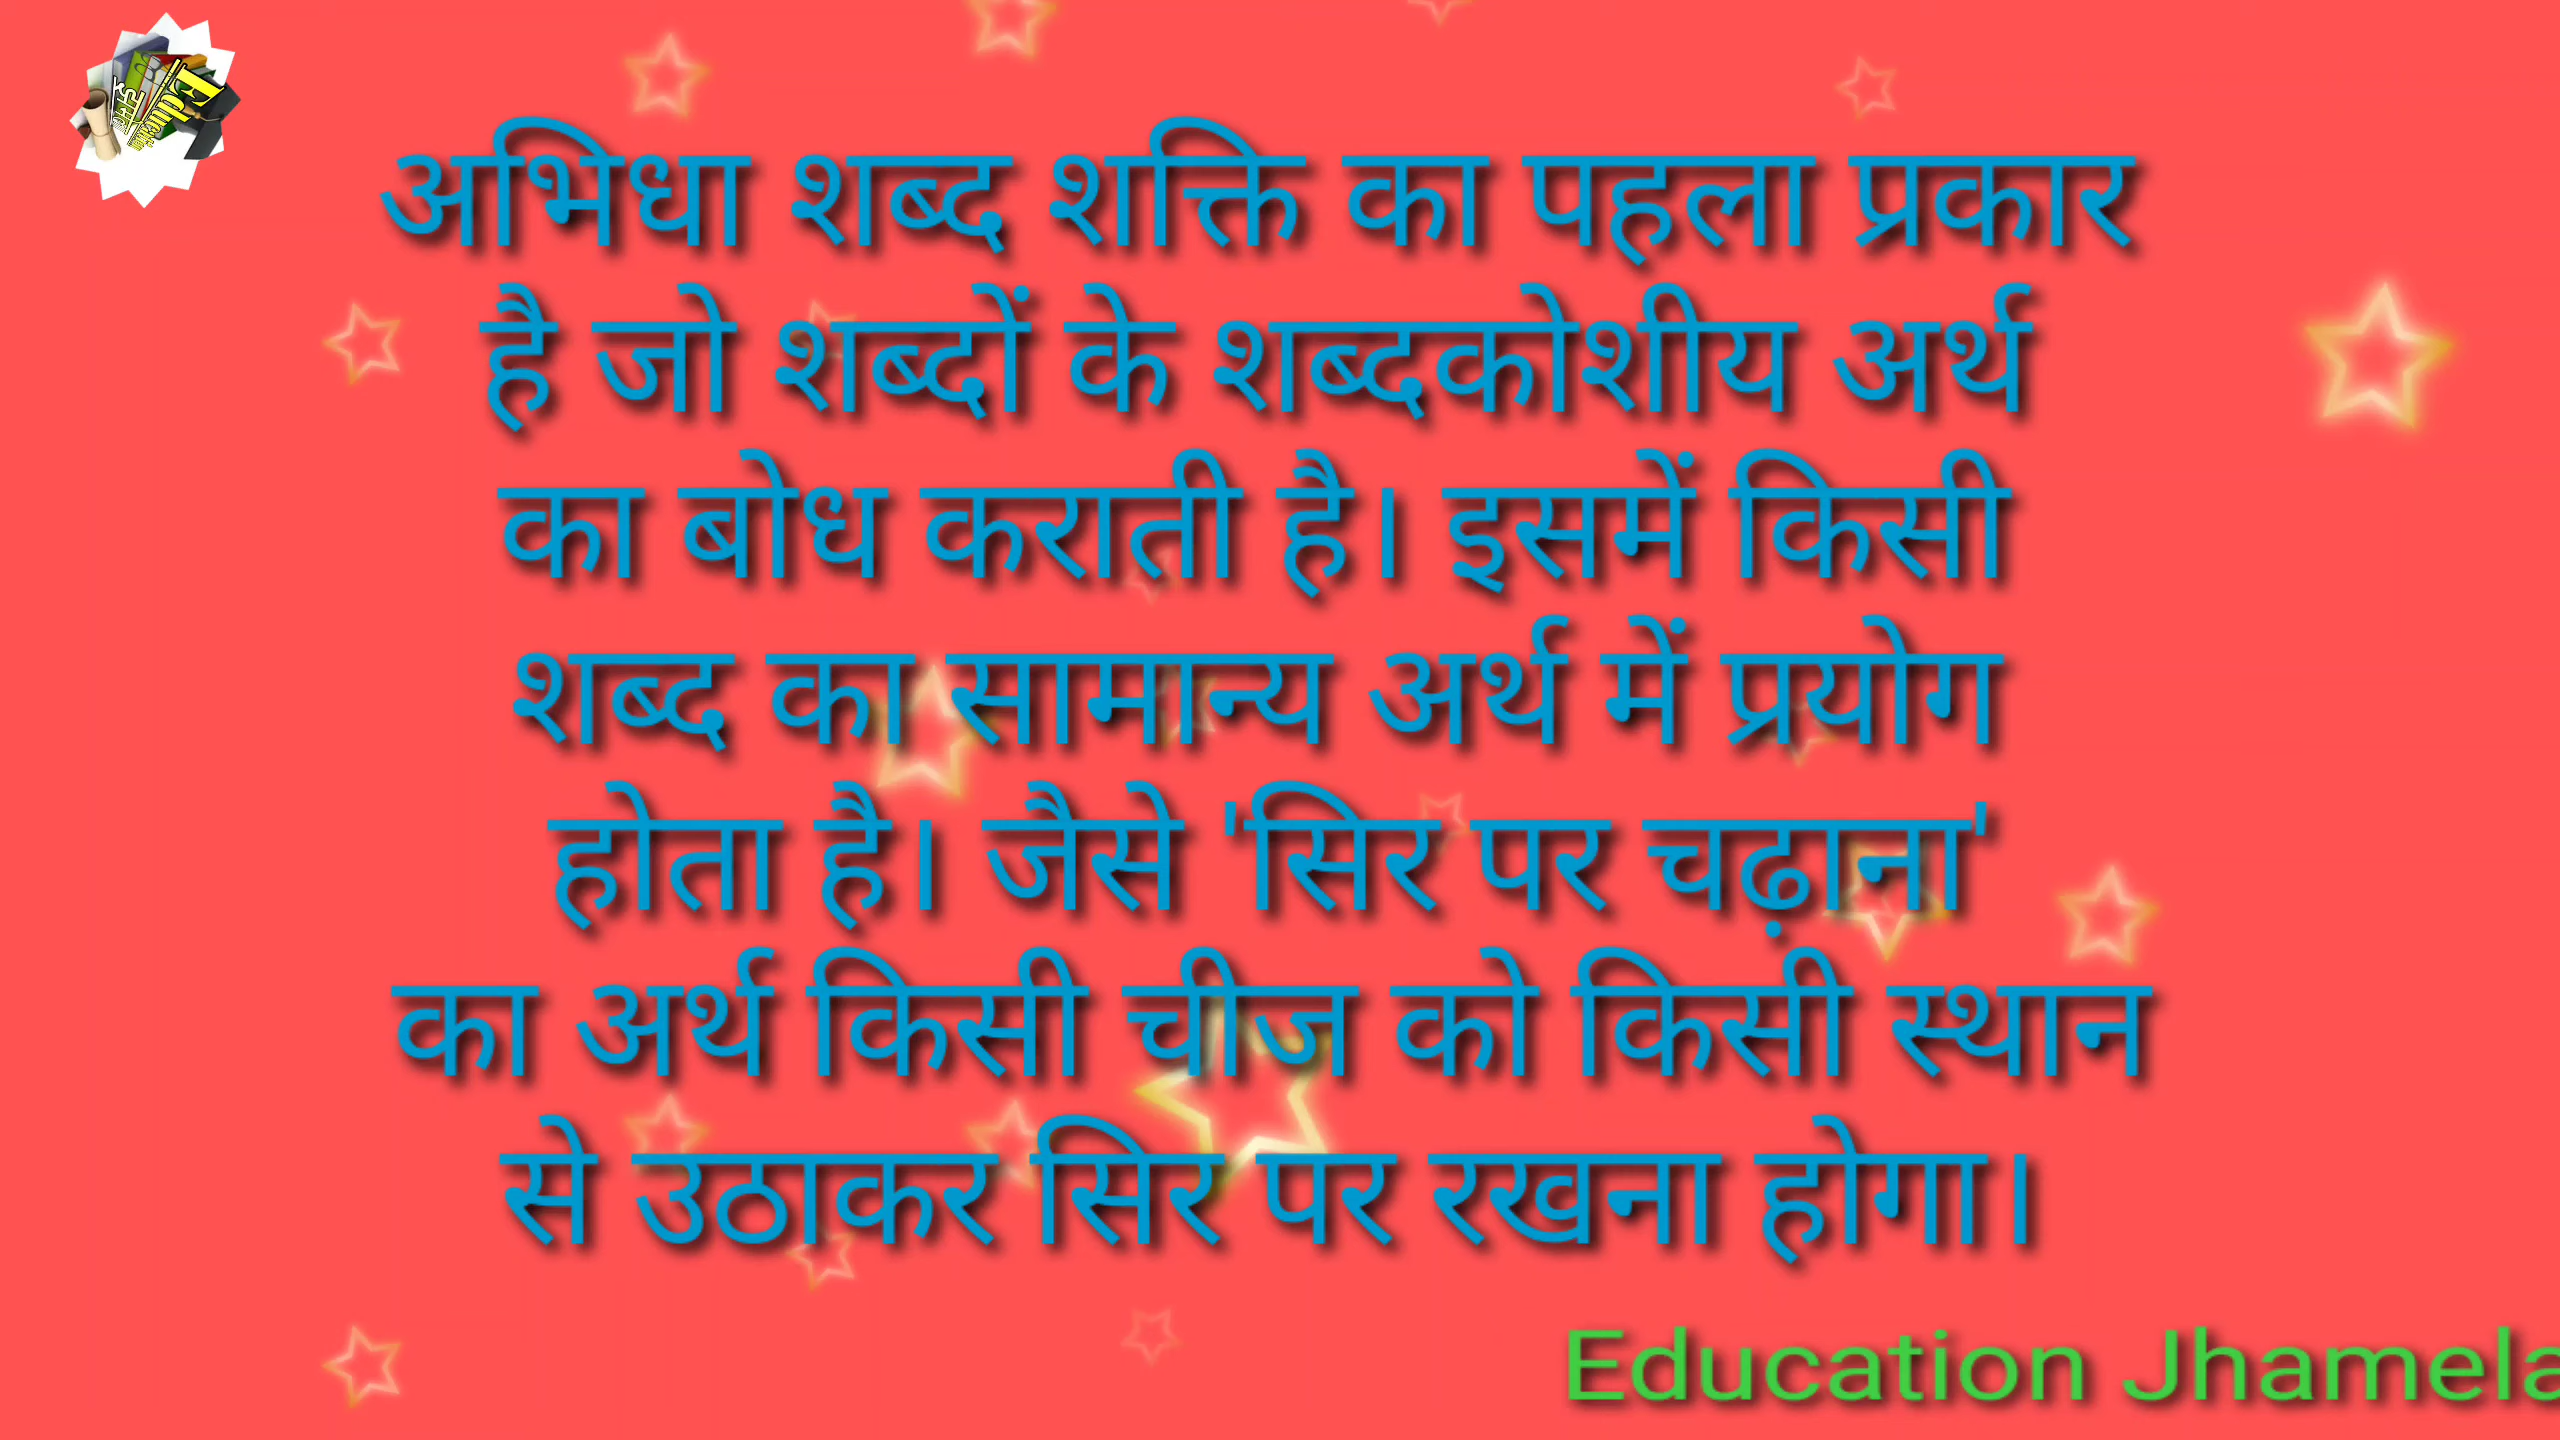 अभिधा शब्द शक्ति का पहला प्रकार
है जो शब्दों के शब्दकोशीय अर्थ
का बोध कराती है। इसमें किसी
शब्द का सामान्य अर्थ में प्रयोग
होता है। जैसे 'सिर पर चढ़ाना'
का अर्थ किसी चीज को किसी स्थान
से उठाकर सिर पर रखना होगा।
Education Jhamela